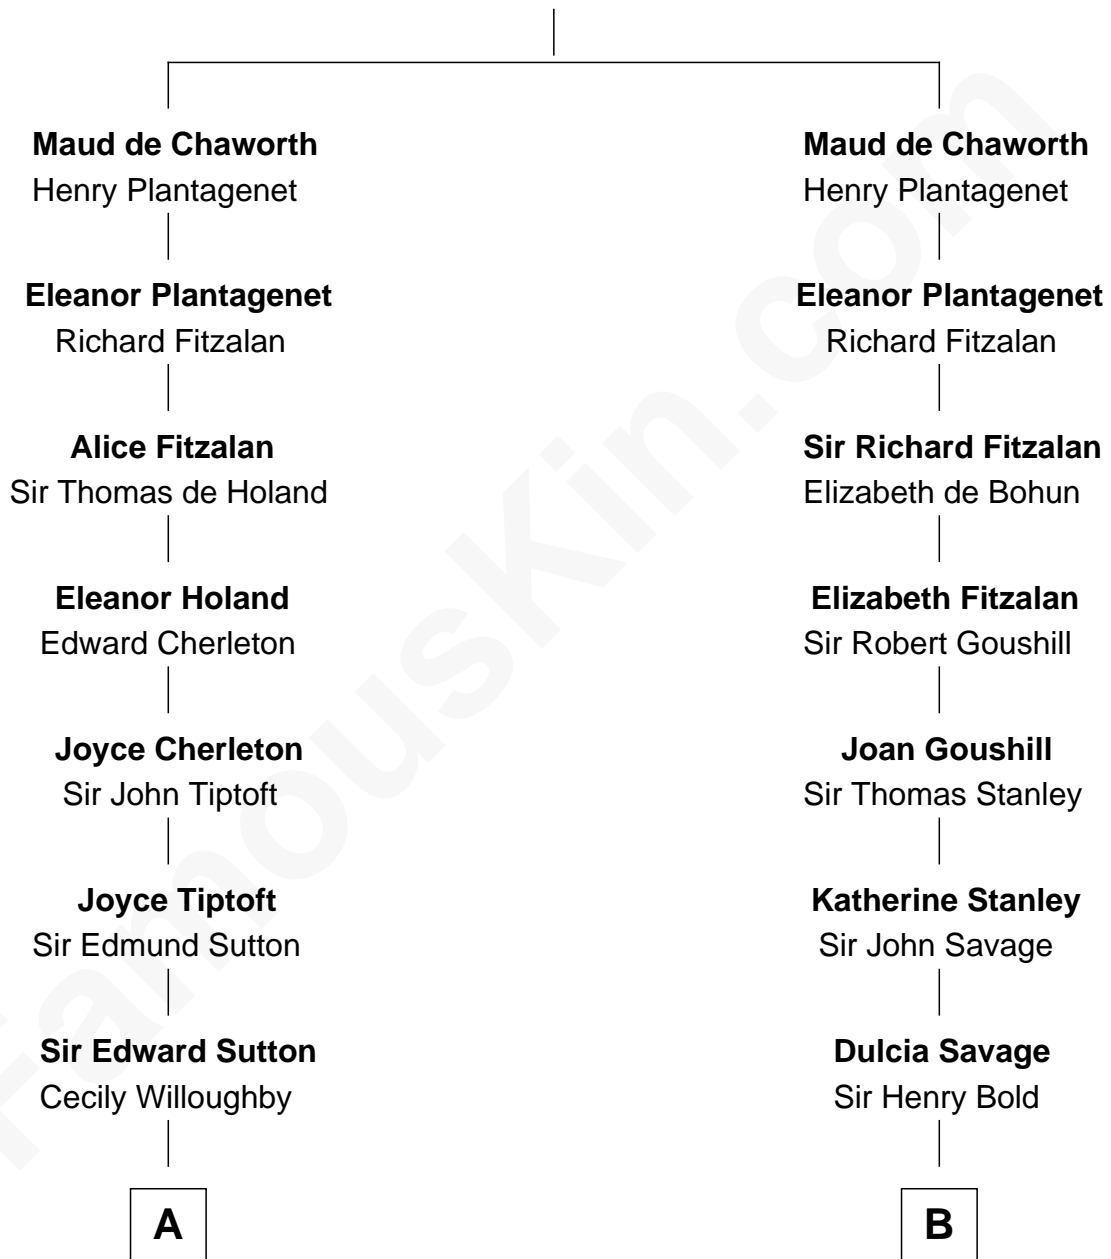 Maud de Chaworth
Henry Plantagenet
Eleanor Plantagenet
Richard Fitzalan
Alice Fitzalan
Sir Thomas de Holand
Eleanor Holand
Edward Cherleton
Joyce Cherleton
Sir John Tiptoft
Joyce Tiptoft
Sir Edmund Sutton
Sir Edward Sutton
Cecily Willoughby
A
Maud de Chaworth
Henry Plantagenet
Eleanor Plantagenet
Richard Fitzalan
Sir Richard Fitzalan
Elizabeth de Bohun
Elizabeth Fitzalan
Sir Robert Goushill
Joan Goushill
Sir Thomas Stanley
Katherine Stanley
Sir John Savage
Dulcia Savage
Sir Henry Bold
B
FamousKin.com